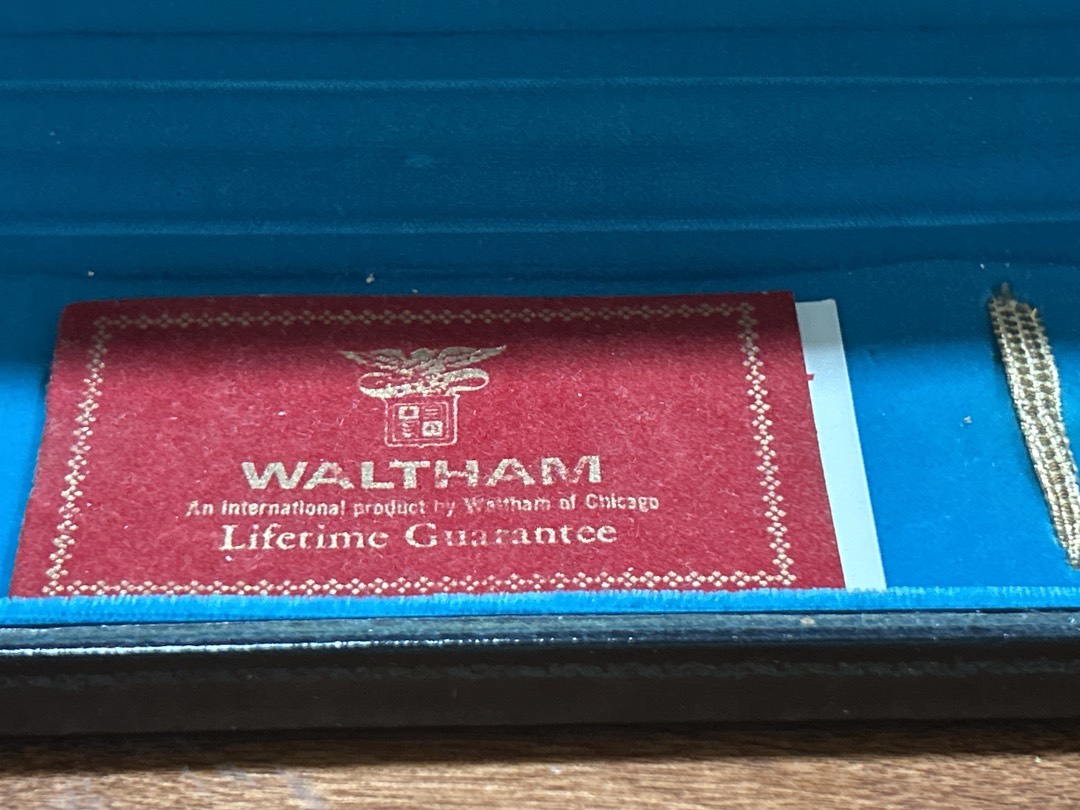 WALTHAM
An international product by Waltham of Chicago
Lifetime Guarantee